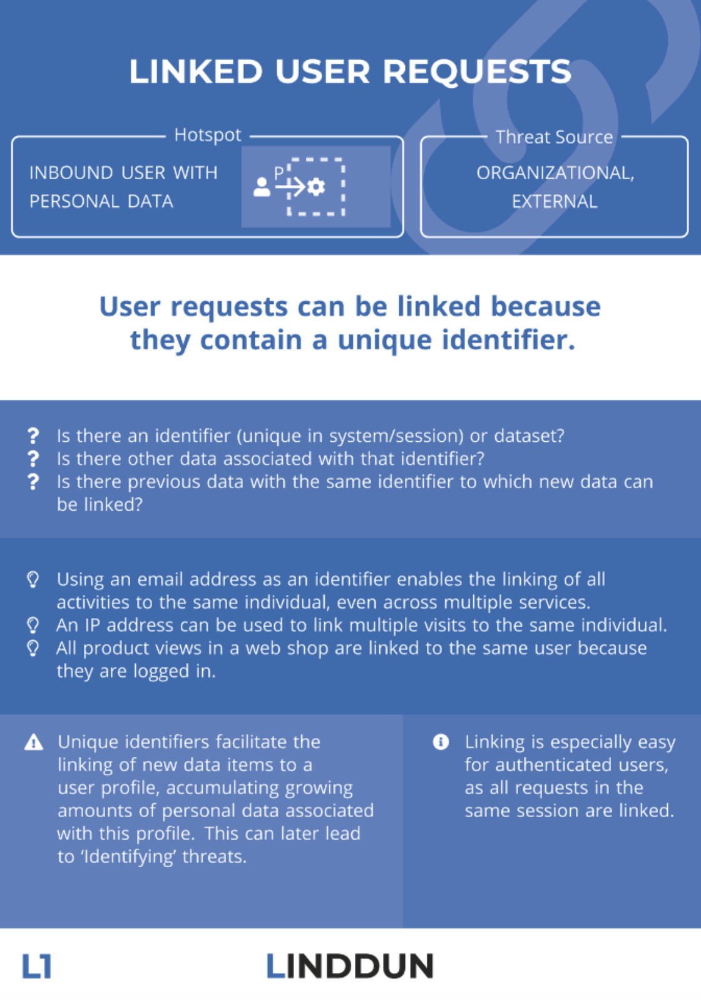 LINKED USER REQUESTS
Hotspot
INBOUND USER WITH
PERSONAL DATA
P
Threat Source
ORGANIZATIONAL,
EXTERNAL
User requests can be linked because
they contain a unique identifier.
? Is there an identifier (unique in system/session) or dataset?
? Is there other data associated with that identifier?
? Is there previous data with the same identifier to which new data can
be linked?
Using an email address as an identifier enables the linking of all
activities to the same individual, even across multiple services.
An IP address can be used to link multiple visits to the same individual.
All product views in a web shop are linked to the same user because
they are logged in.
Unique identifiers facilitate the
linking of new data items to a
user profile, accumulating growing
amounts of personal data associated
with this profile. This can later lead
to ‘Identifying’ threats.
Linking is especially easy
for authenticated users,
as all requests in the
same session are linked.
L1
LINDDUN